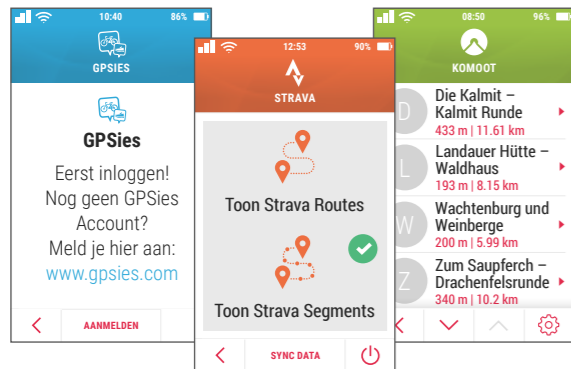 10:40
86%
GPSIES
GPSies
Eerst inloggen!
Nog geen GPSies
Account?
Meld je hier aan:
www.gpsies.com
AANMELDEN
12:53
90%
STRAVA
Toon Strava Routes
Toon Strava Segments
SYNC DATA
08:50
96%
KOMOOT
D
Die Kalmit –
Kalmit Runde
433 m | 11.61 km
L
Landauer Hütte –
Waldhaus
193 m | 8.15 km
W
Wachtenburg und
Weinberge
200 m | 5.99 km
Z
Zum Saupferch –
Drachenfelsrunde
340 m | 10.2 km